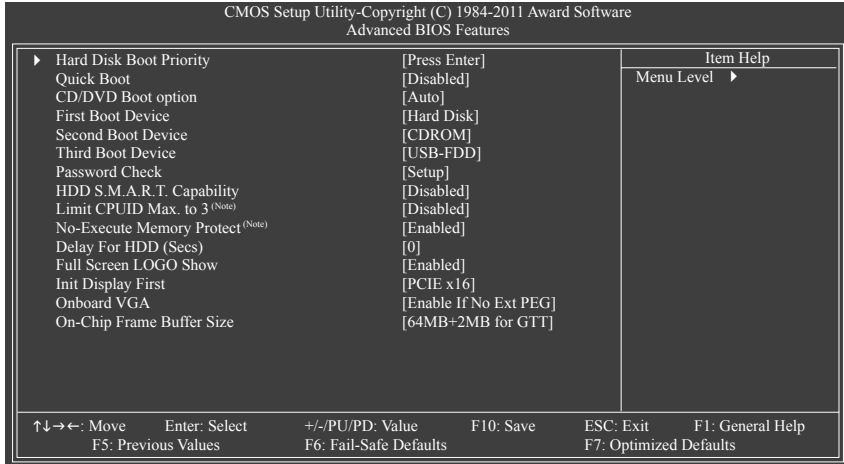 CMOS Setup Utility-Copyright (C) 1984-2011 Award Software
Advanced BIOS Features
Hard Disk Boot Priority [Press Enter] Item Help
Quick Boot [Disabled] Menu Level
CD/DVD Boot option [Auto]
First Boot Device [Hard Disk]
Second Boot Device [CDROM]
Third Boot Device [USB-FDD]
Password Check [Setup]
HDD S.M.A.R.T. Capability [Disabled]
Limit CPUID Max. to 3 (Note) [Disabled]
No-Execute Memory Protect (Note) [Enabled]
Delay For HDD (Secs) [0]
Full Screen LOGO Show [Enabled]
Init Display First [PCIE x16]
Onboard VGA [Enable If No Ext PEG]
On-Chip Frame Buffer Size [64MB+2MB for GTT]
↑↓→←: Move Enter: Select +/-/PU/PD: Value F10: Save ESC: Exit F1: General Help
F5: Previous Values F6: Fail-Safe Defaults F7: Optimized Defaults